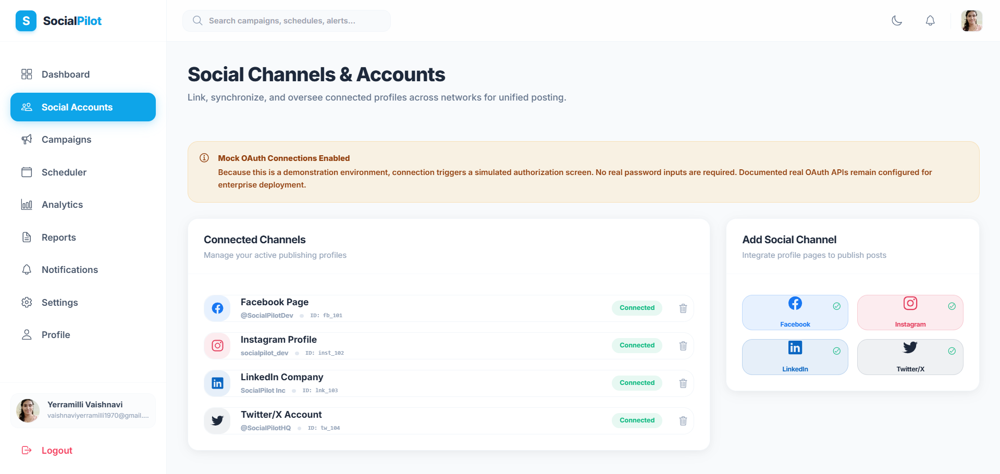 S SocialPilot
Search campaigns, schedules, alerts...
Dashboard
Social Accounts
Campaigns
Scheduler
Analytics
Reports
Notifications
Settings
Profile
Yerramilli Vaishnavi
vaishnaviyerramilli1970@gmail....
Logout
Social Channels & Accounts
Link, synchronize, and oversee connected profiles across networks for unified posting.
Mock OAuth Connections Enabled
Because this is a demonstration environment, connection triggers a simulated authorization screen. No real password inputs are required. Documented real OAuth APIs remain configured for
enterprise deployment.
Connected Channels
Manage your active publishing profiles
Facebook Page
@SocialPilotDev ID: fb_101
Connected
Instagram Profile
socialpilot_dev ID: inst_102
Connected
LinkedIn Company
SocialPilot Inc ID: lnk_103
Connected
Twitter/X Account
@SocialPilotHQ ID: tw_104
Connected
Add Social Channel
Integrate profile pages to publish posts
Facebook
Instagram
LinkedIn
Twitter/X